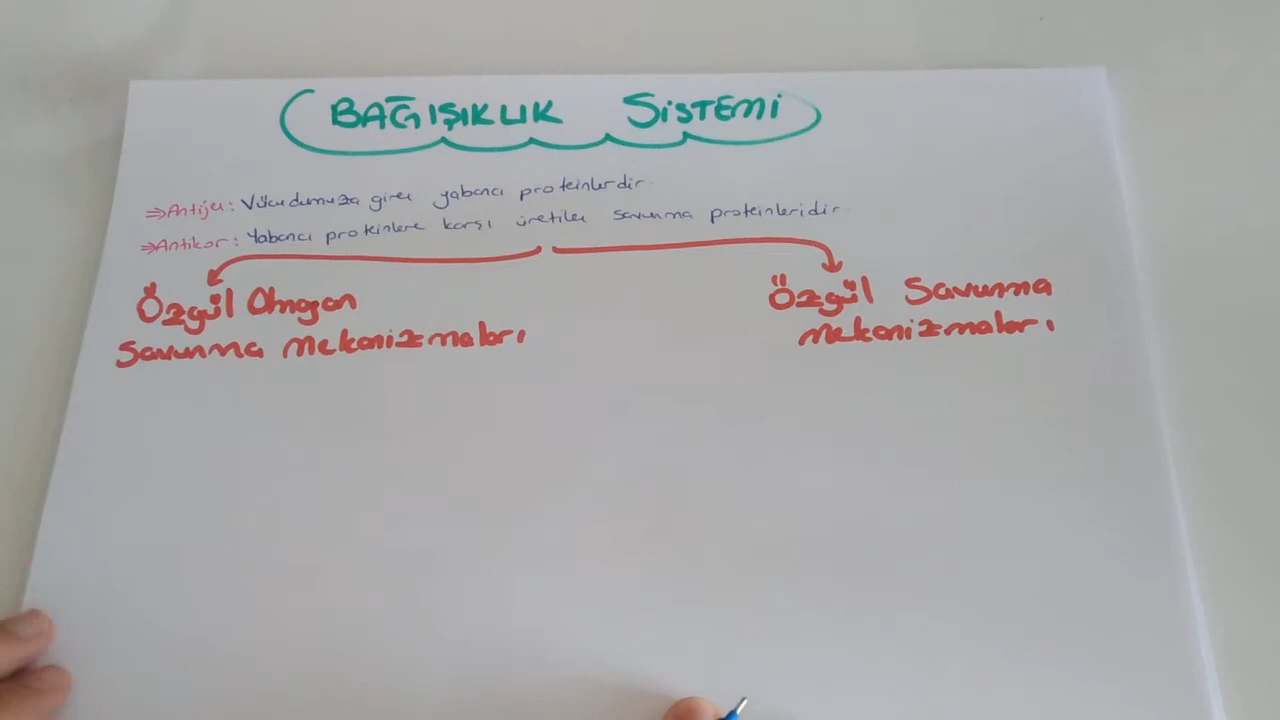 BAĞIŞIKLIK SİSTEMİ
⇒Antijen: Vücudumuza giren yabancı proteinlerdir.
⇒Antikor: Yabancı proteinlere karşı üretilen savunma proteinleridir.
Özgül Olmayan
Savunma Mekanizmaları
Özgül Savunma
Mekanizmaları